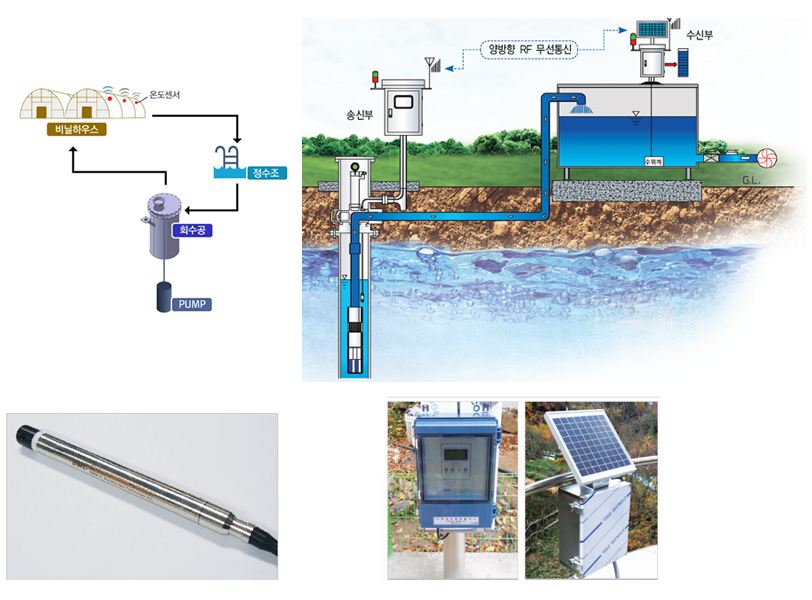 온도센서
비닐하우스
정수조
회수공
PUMP
양방향 RF 무선통신
수신부
송신부
수위계
G.L.